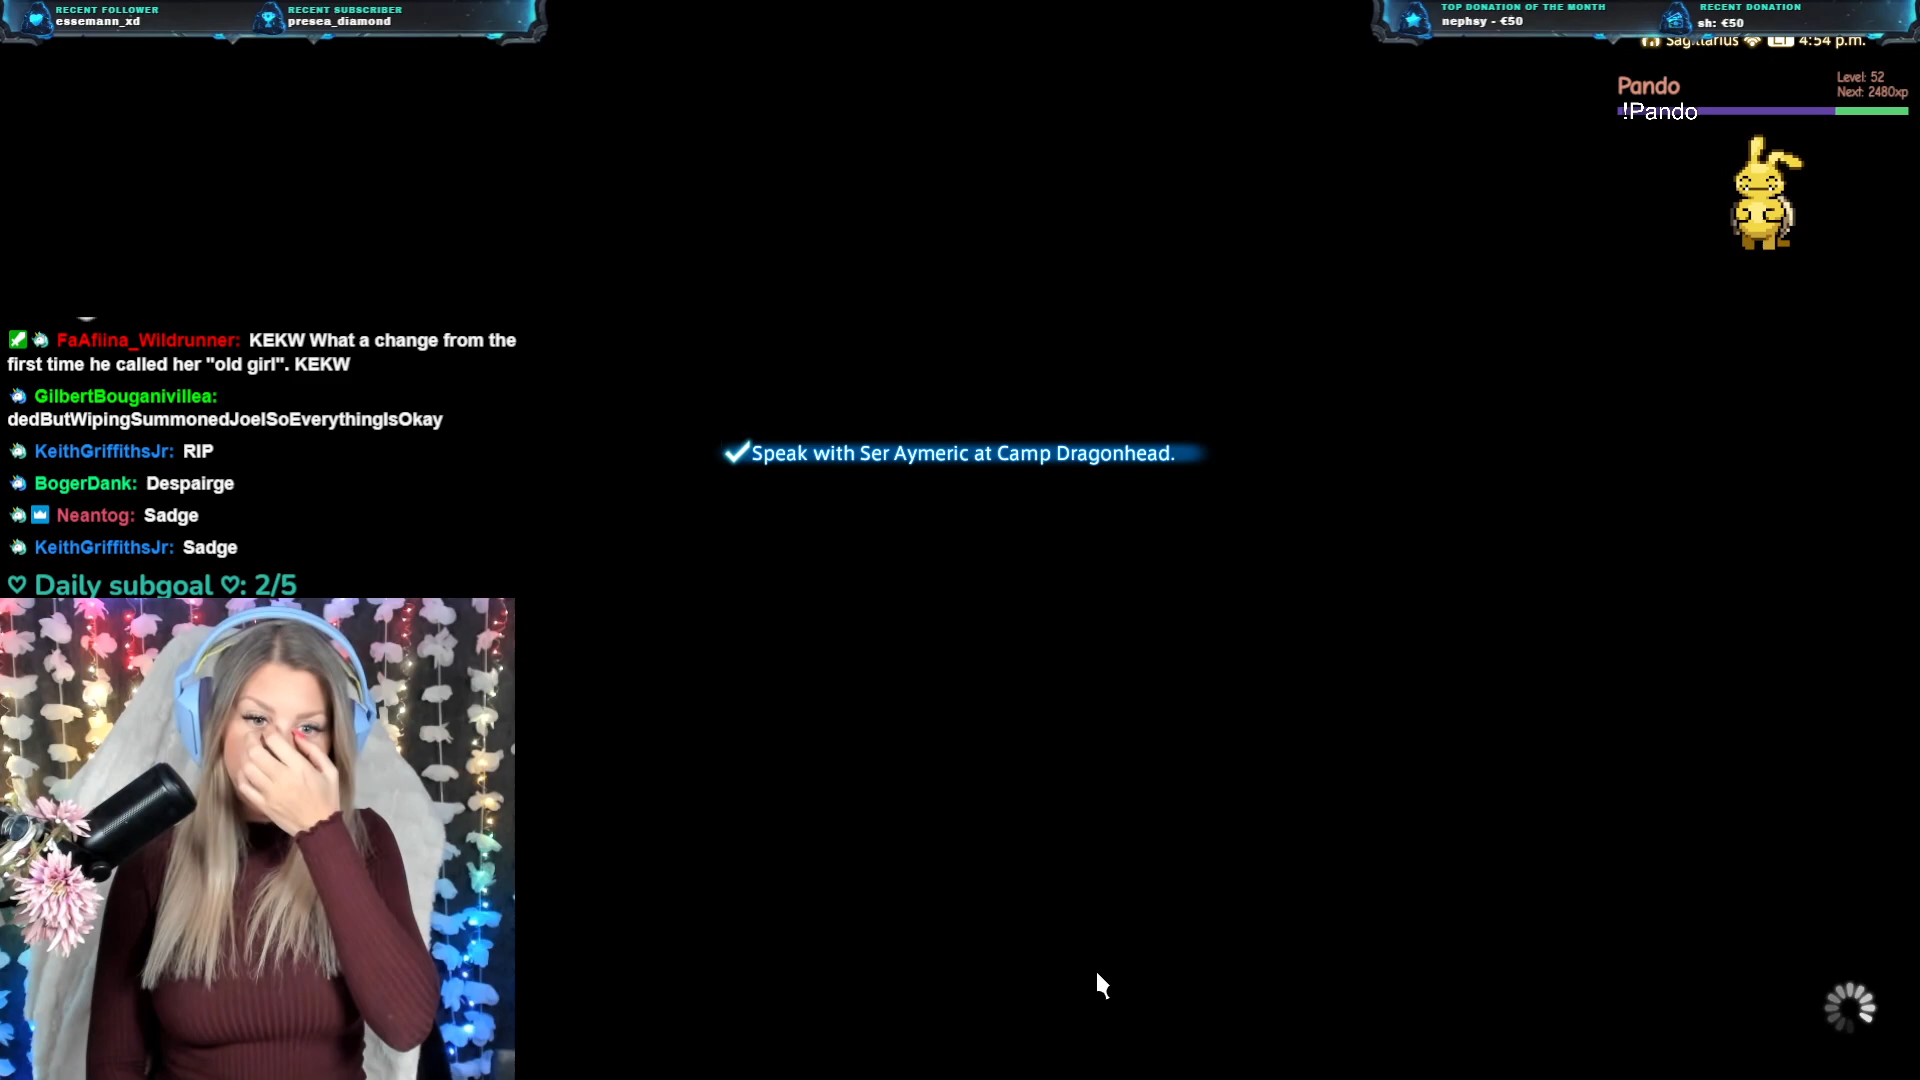 RECENT FOLLOWER
essemann_xd
RECENT SUBSCRIBER
presea_diamond
TOP DONATION OF THE MONTH
nephsy - €50
RECENT DONATION
sh: €50
Sagittarius 4:54 p.m.
Pando
Level: 52
Next: 2480xp
!Pando
FaAfiina_Wildrunner: KEKW What a change from the
first time he called her "old girl". KEKW
GilbertBouganivillea:
dedButWipingSummonedJoelSoEverythingIsOkay
KeithGriffithsJr: RIP
BogerDank: Despairge
Neantog: Sadge
KeithGriffithsJr: Sadge
♡ Daily subgoal ♡: 2/5
Speak with Ser Aymeric at Camp Dragonhead.